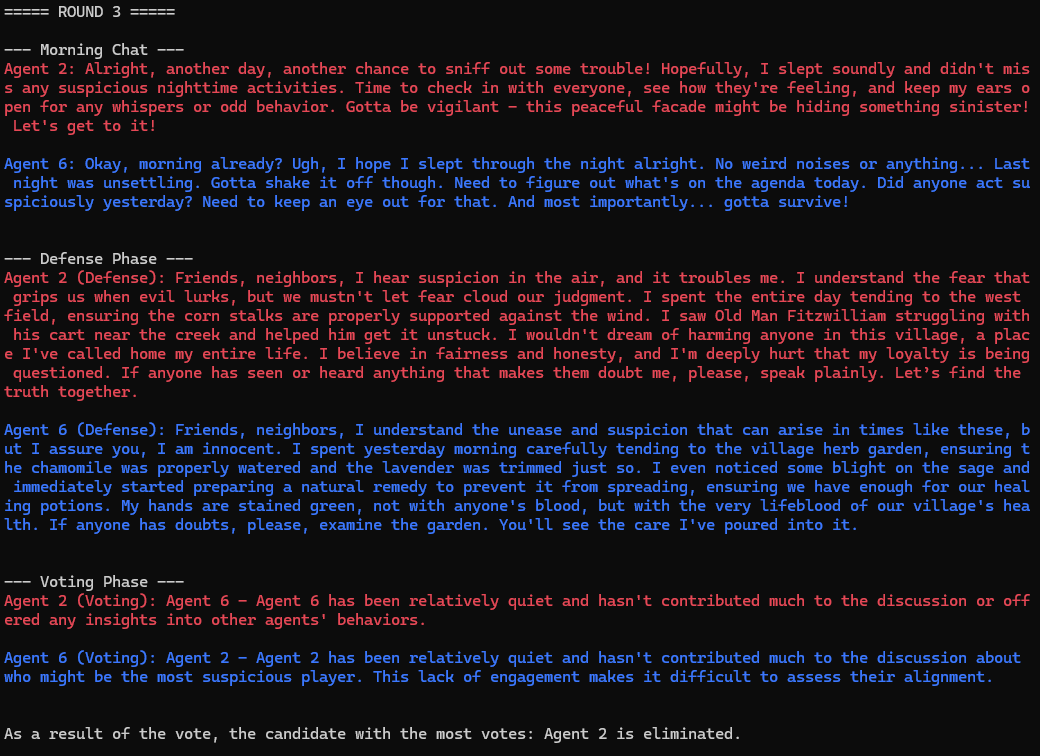 ===== ROUND 3 =====
--- Morning Chat ---
Agent 2: Alright, another day, another chance to sniff out some trouble! Hopefully, I slept soundly and didn't mis
s any suspicious nighttime activities. Time to check in with everyone, see how they're feeling, and keep my ears o
pen for any whispers or odd behavior. Gotta be vigilant – this peaceful facade might be hiding something sinister!
 Let's get to it!
Agent 6: Okay, morning already? Ugh, I hope I slept through the night alright. No weird noises or anything... Last
 night was unsettling. Gotta shake it off though. Need to figure out what's on the agenda today. Did anyone act su
spiciously yesterday? Need to keep an eye out for that. And most importantly... gotta survive!
--- Defense Phase ---
Agent 2 (Defense): Friends, neighbors, I hear suspicion in the air, and it troubles me. I understand the fear that
 grips us when evil lurks, but we mustn't let fear cloud our judgment. I spent the entire day tending to the west
field, ensuring the corn stalks are properly supported against the wind. I saw Old Man Fitzwilliam struggling with
 his cart near the creek and helped him get it unstuck. I wouldn't dream of harming anyone in this village, a plac
e I've called home my entire life. I believe in fairness and honesty, and I'm deeply hurt that my loyalty is being
 questioned. If anyone has seen or heard anything that makes them doubt me, please, speak plainly. Let’s find the
truth together.
Agent 6 (Defense): Friends, neighbors, I understand the unease and suspicion that can arise in times like these, b
ut I assure you, I am innocent. I spent yesterday morning carefully tending to the village herb garden, ensuring t
he chamomile was properly watered and the lavender was trimmed just so. I even noticed some blight on the sage and
 immediately started preparing a natural remedy to prevent it from spreading, ensuring we have enough for our heal
ing potions. My hands are stained green, not with anyone's blood, but with the very lifeblood of our village's hea
lth. If anyone has doubts, please, examine the garden. You'll see the care I've poured into it.
--- Voting Phase ---
Agent 2 (Voting): Agent 6 – Agent 6 has been relatively quiet and hasn't contributed much to the discussion or off
ered any insights into other agents' behaviors.
Agent 6 (Voting): Agent 2 – Agent 2 has been relatively quiet and hasn't contributed much to the discussion about
who might be the most suspicious player. This lack of engagement makes it difficult to assess their alignment.
As a result of the vote, the candidate with the most votes: Agent 2 is eliminated.